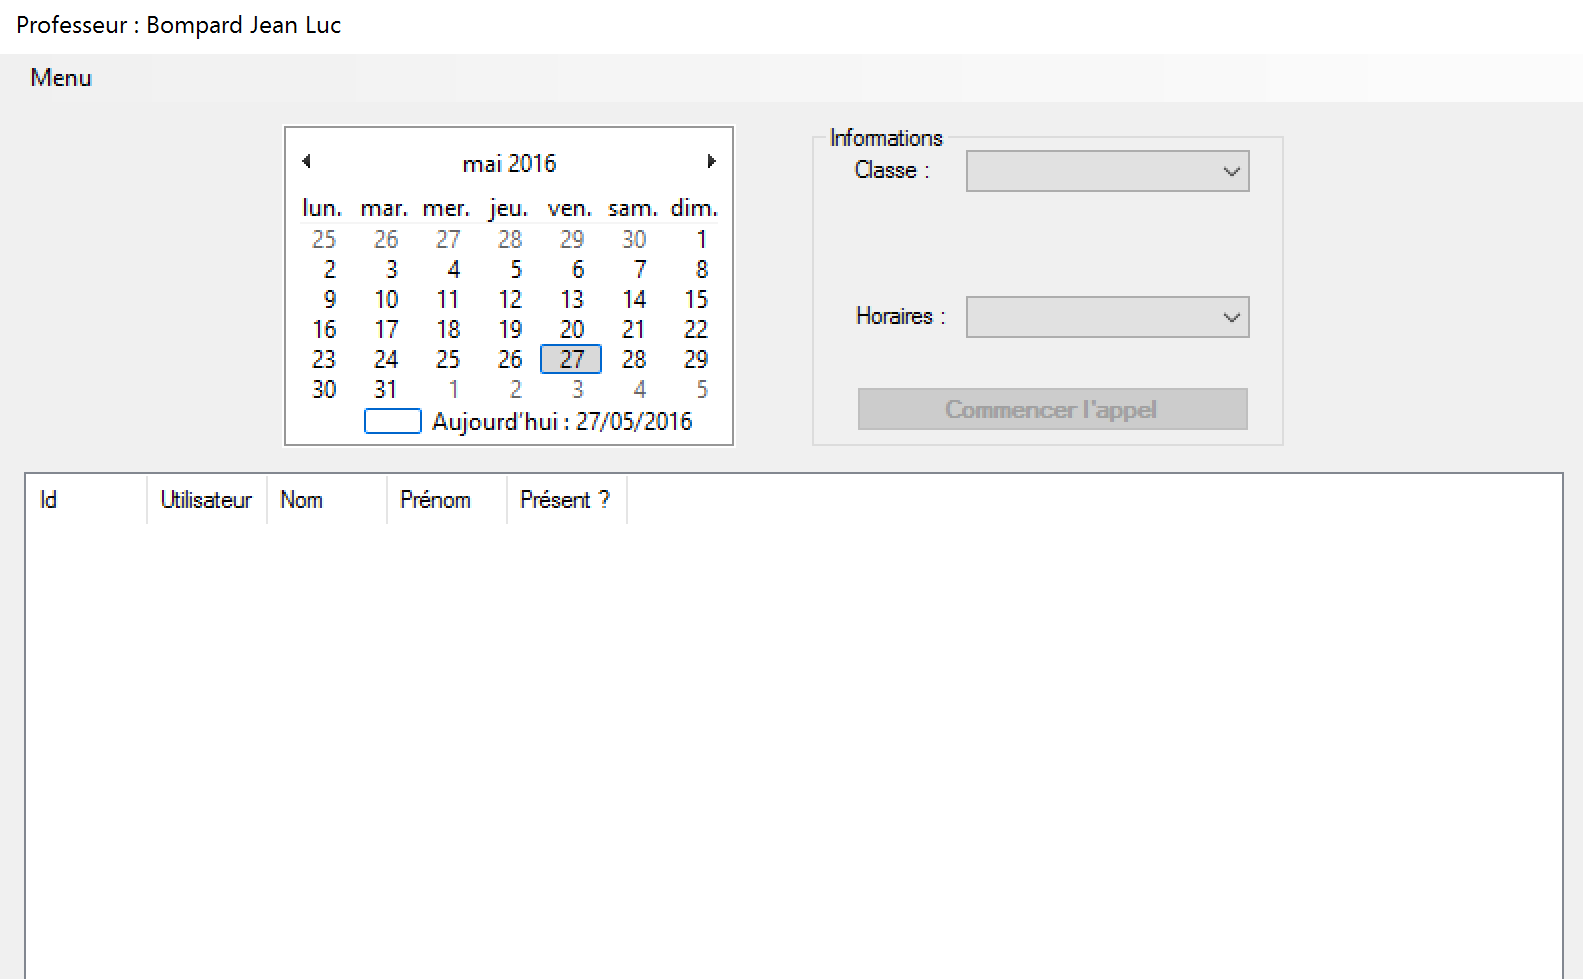 Professeur : Bompard Jean Luc
Menu
mai 2016
lun. mar. mer. jeu. ven. sam. dim.
25 26 27 28 29 30 1
2 3 4 5 6 7 8
9 10 11 12 13 14 15
16 17 18 19 20 21 22
23 24 25 26 27 28 29
30 31 1 2 3 4 5
Aujourd'hui : 27/05/2016
Informations
Classe :
Horaires :
Commencer l'appel
Id Utilisateur Nom Prénom Présent ?